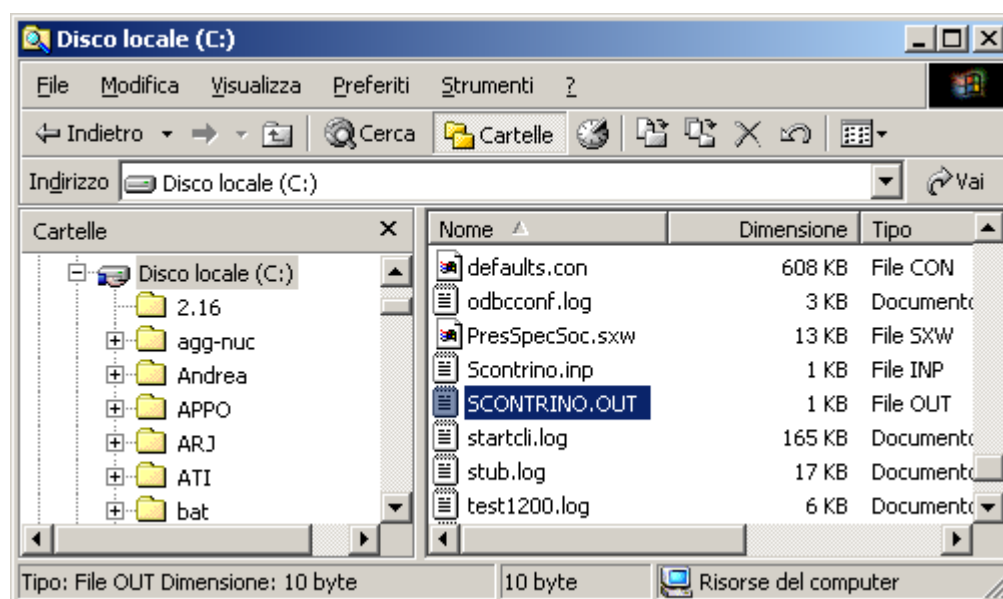 Disco locale (C:)
File Modifica Visualizza Preferiti Strumenti ?
Indietro Cerca Cartelle
Indirizzo Disco locale (C:) Vai
Cartelle
Disco locale (C:)
2.16
agg-nuc
Andrea
APPO
ARJ
ATI
bat
Nome Dimensione Tipo
defaults.con 608 KB File CON
odbcconf.log 3 KB Documento
PresSpecSoc.sxw 13 KB File SXW
Scontrino.inp 1 KB File INP
SCONTRINO.OUT 1 KB File OUT
startcli.log 165 KB Documento
stub.log 17 KB Documento
test1200.log 6 KB Documento
Tipo: File OUT Dimensione: 10 byte 10 byte Risorse del computer